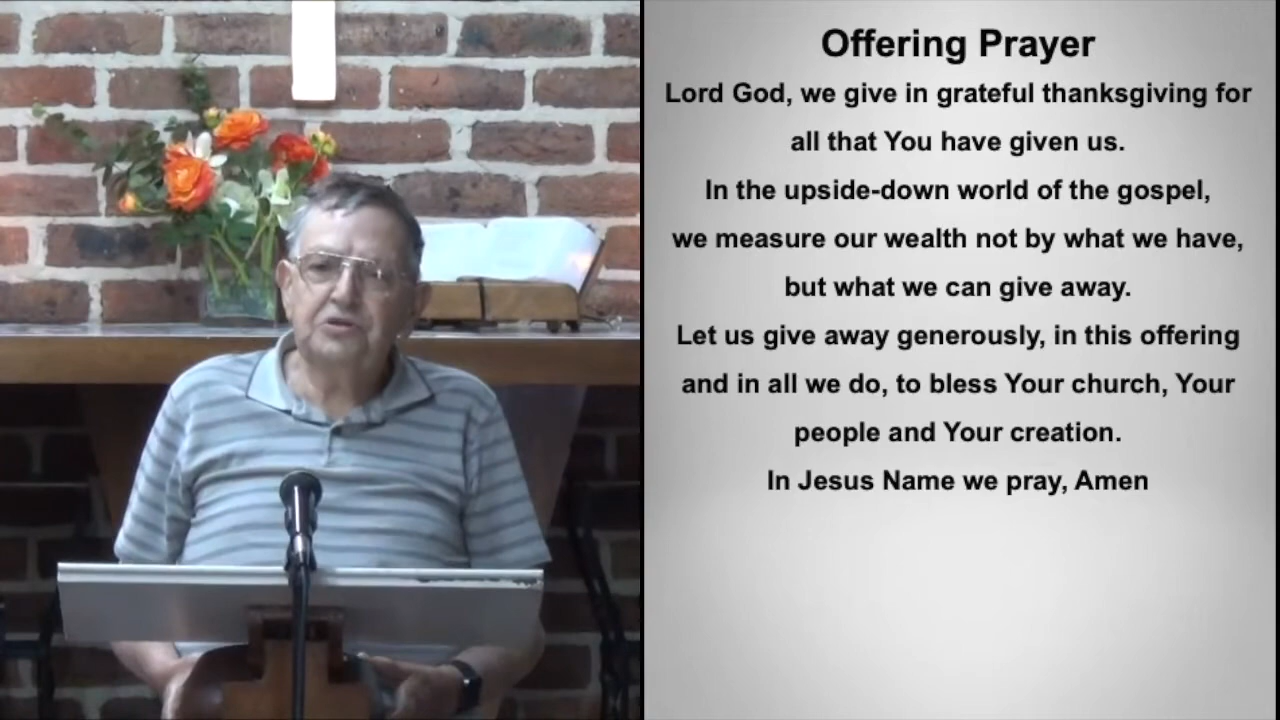 Offering Prayer
Lord God, we give in grateful thanksgiving for
all that You have given us.
In the upside-down world of the gospel,
we measure our wealth not by what we have,
but what we can give away.
Let us give away generously, in this offering
and in all we do, to bless Your church, Your
people and Your creation.
In Jesus Name we pray, Amen